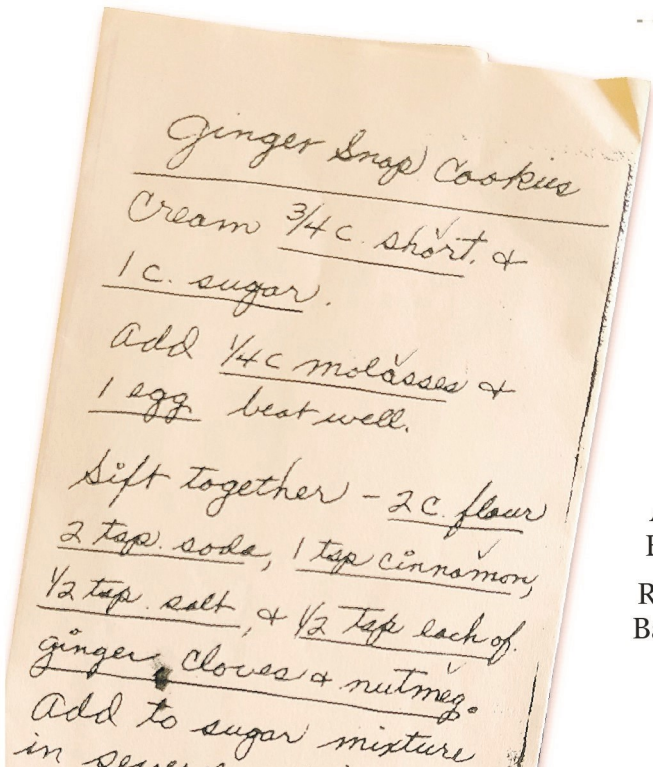 Ginger Snap Cookies
Cream 3/4 c. short. &
1 c. sugar.
add 1/4 c molasses &
1 egg beat well.
Sift together - 2 c. flour
2 tsp. soda, 1 tsp cinnamon,
1/2 tsp. salt, & 1/2 tsp each of
ginger, cloves & nutmeg.
add to sugar mixture
in
R